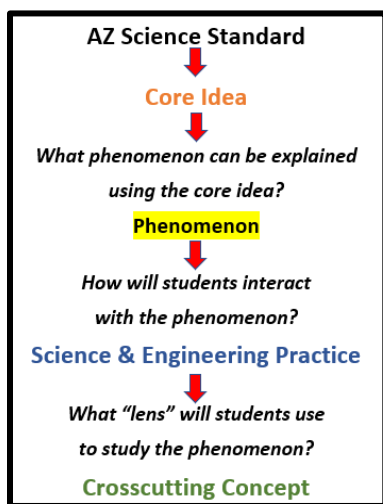 AZ Science Standard
Core Idea
What phenomenon can be explained
using the core idea?
Phenomenon
How will students interact
with the phenomenon?
Science & Engineering Practice
What “lens” will students use
to study the phenomenon?
Crosscutting Concept